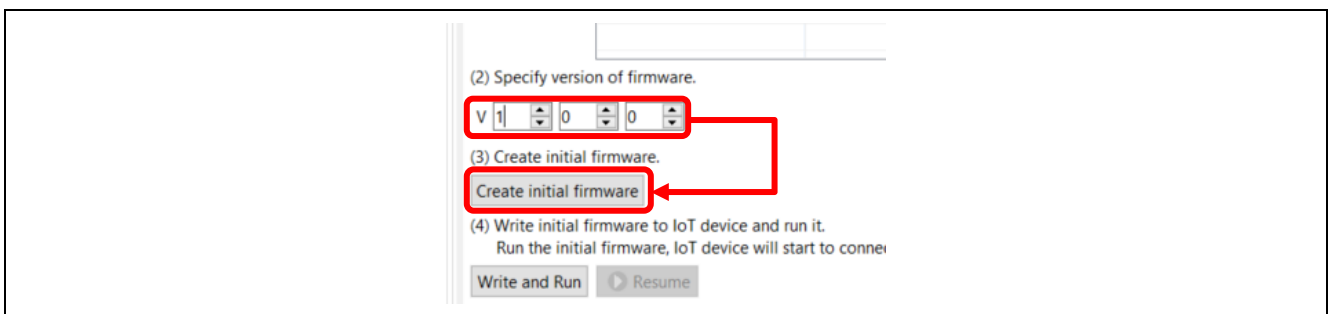 (2) Specify version of firmware.
V 1 0 0
(3) Create initial firmware.
Create initial firmware
(4) Write initial firmware to IoT device and run it.
Run the initial firmware, IoT device will start to
Write and Run Resume